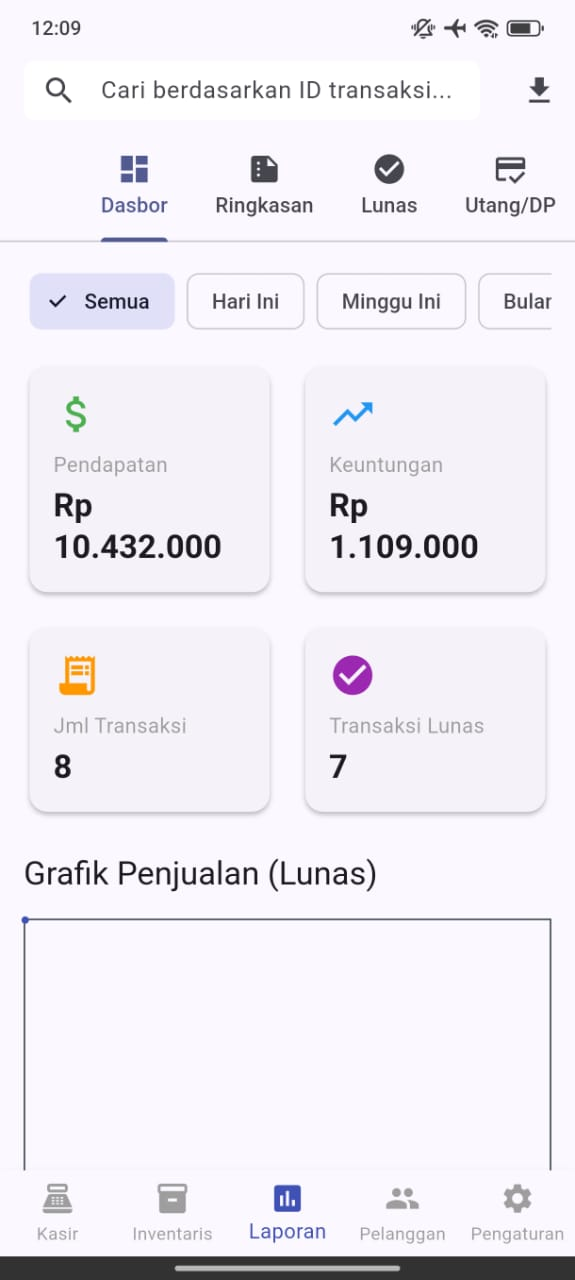 12:09
Cari berdasarkan ID transaksi...
Dasbor
Ringkasan
Lunas
Utang/DP
Semua
Hari Ini
Minggu Ini
Bular
Pendapatan
Rp
10.432.000
Keuntungan
Rp
1.109.000
Jml Transaksi
8
Transaksi Lunas
7
Grafik Penjualan (Lunas)
Kasir
Inventaris
Laporan
Pelanggan
Pengaturan